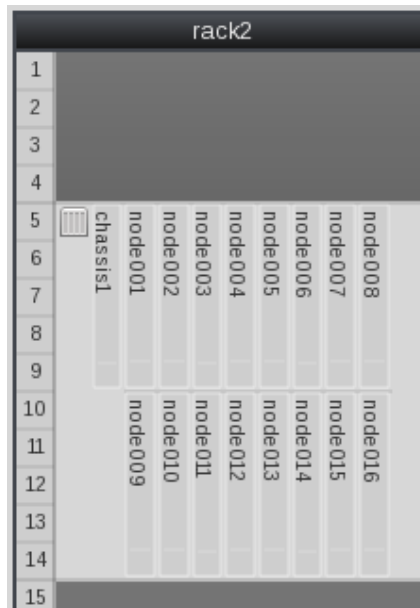 rack2
1
2
3
4
5
6
7
8
9
10
11
12
13
14
15
chassis1
node001
node002
node003
node004
node005
node006
node007
node008
node009
node010
node011
node012
node013
node014
node015
node016